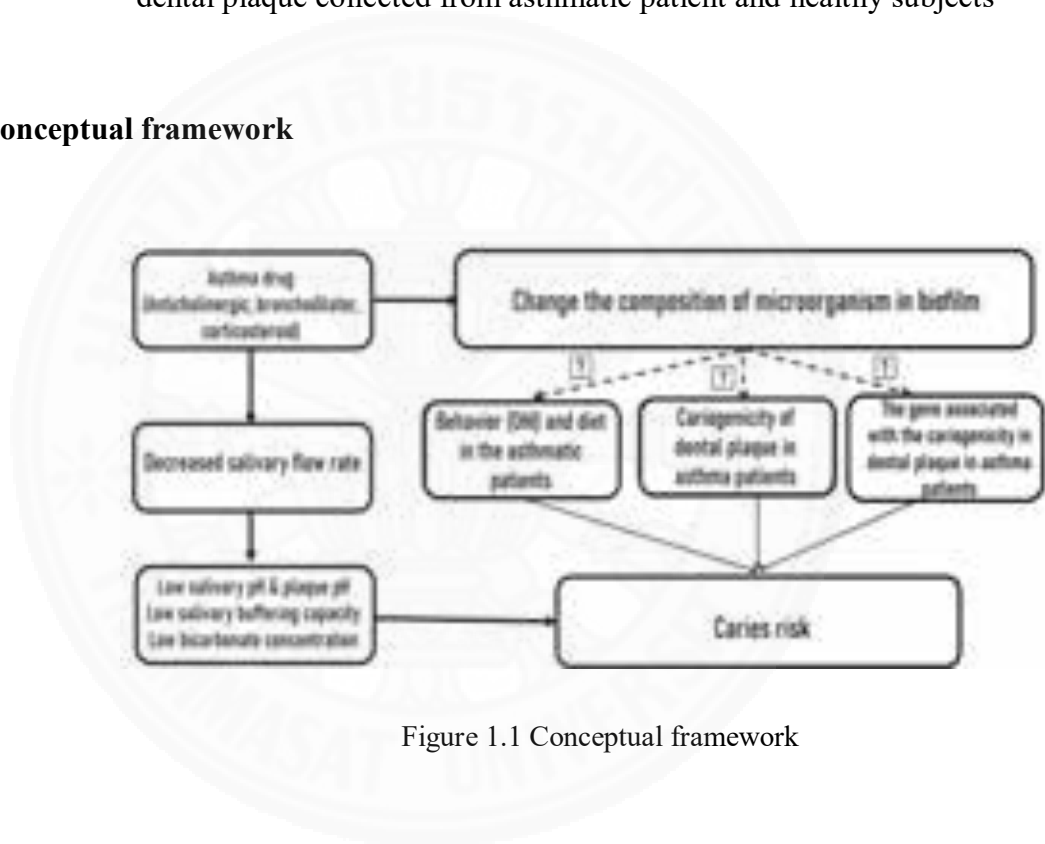 dental plaque collected from asthmatic patient and healthy subjects
onceptual framework
Asthma drug
(Anticholinergic, bronchodilator,
corticosteroid)
Change the composition of microorganism in biofilm
?
?
?
Decreased salivary flow rate
Behavior (OHI) and diet
in the asthmatic
patients
Cariogenicity of
dental plaque in
asthma patients
The gene associated
with the cariogenicity in
dental plaque in asthma
patients
Low salivary pH & plaque pH
Low salivary buffering capacity
Low bicarbonate concentration
Caries risk
Figure 1.1 Conceptual framework